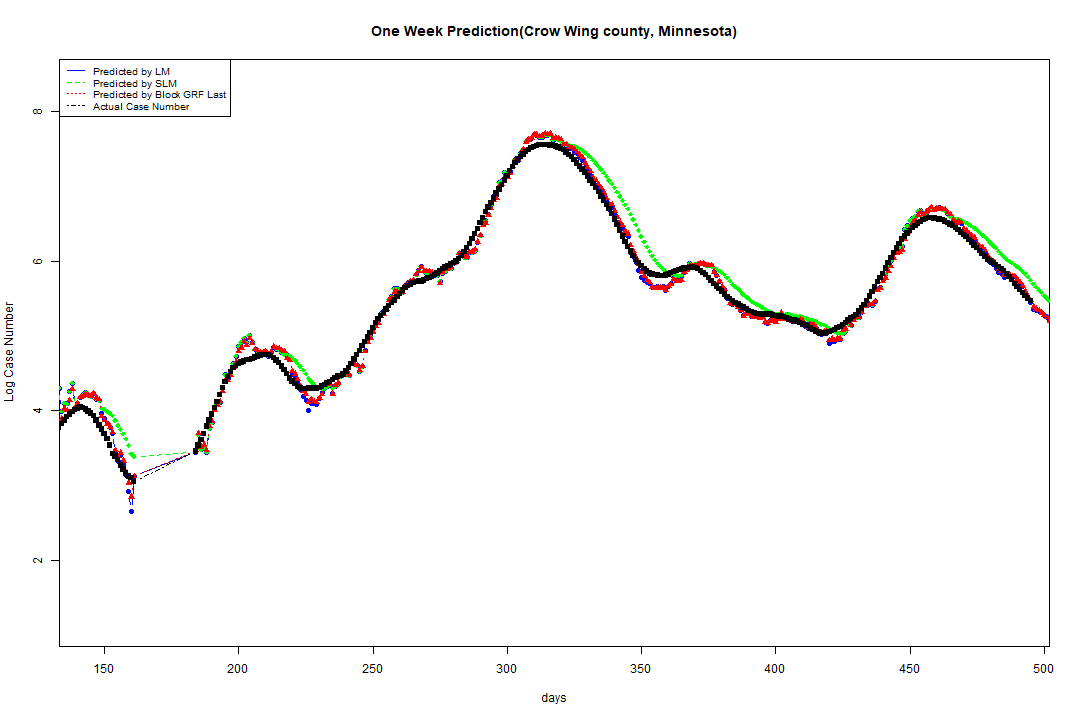 One Week Prediction(Crow Wing county, Minnesota)
Predicted by LM
Predicted by SLM
Predicted by Block GRF Last
Actual Case Number
8
6
4
2
Log Case Number
150 200 250 300 350 400 450 500
days